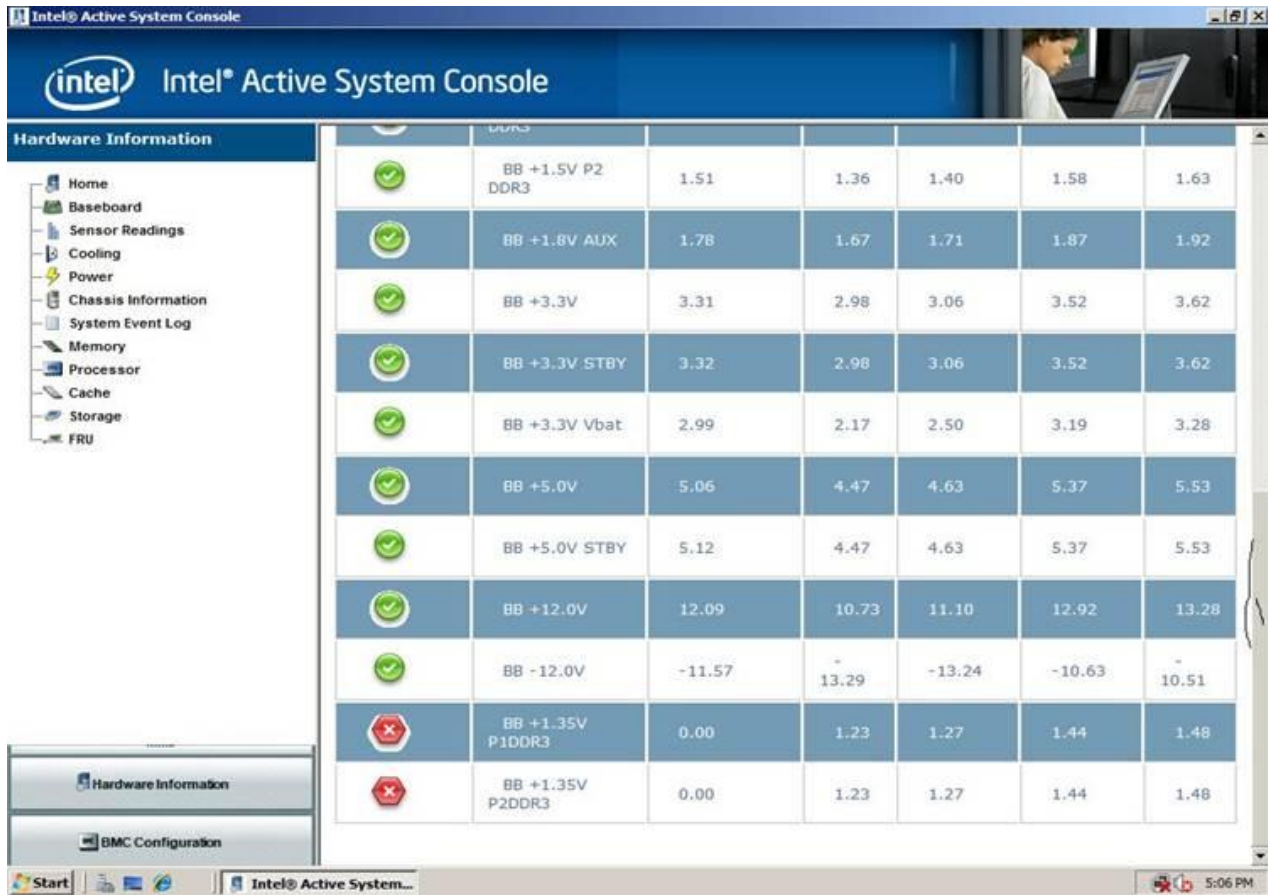 Intel® Active System Console
intel
Intel® Active System Console
Hardware Information
Home
Baseboard
Sensor Readings
Cooling
Power
Chassis Information
System Event Log
Memory
Processor
Cache
Storage
FRU
Hardware Information
BMC Configuration
DDR3
BB +1.5V P2 1.51 1.36 1.40 1.58 1.63
DDR3
BB +1.8V AUX 1.78 1.67 1.71 1.87 1.92
BB +3.3V 3.31 2.98 3.06 3.52 3.62
BB +3.3V STBY 3.32 2.98 3.06 3.52 3.62
BB +3.3V Vbat 2.99 2.17 2.50 3.19 3.28
BB +5.0V 5.06 4.47 4.63 5.37 5.53
BB +5.0V STBY 5.12 4.47 4.63 5.37 5.53
BB +12.0V 12.09 10.73 11.10 12.92 13.28
BB -12.0V -11.57 -13.29 -13.24 -10.63 -10.51
BB +1.35V 0.00 1.23 1.27 1.44 1.48
P1DDR3
BB +1.35V 0.00 1.23 1.27 1.44 1.48
P2DDR3
Start
Intel® Active System...
5:06 PM